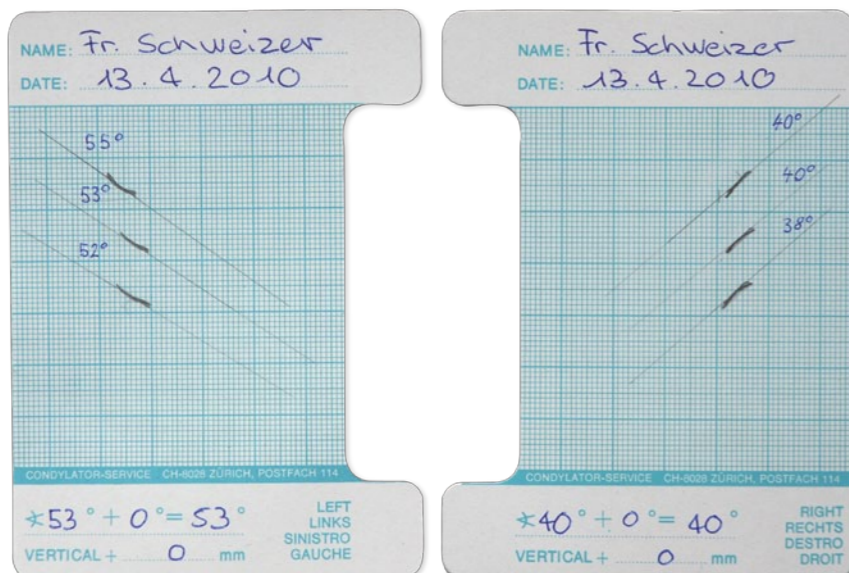 NAME: Fr. Schweizer
DATE: 13.4.2010
55°
53°
52°
CONDYLATOR-SERVICE CH-8028 ZÜRICH, POSTFACH 114
∡53° + 0° = 53°
VERTICAL + 0 mm
LEFT
LINKS
SINISTRO
GAUCHE
NAME: Fr. Schweizer
DATE: 13.4.2010
40°
40°
38°
CONDYLATOR-SERVICE CH-8028 ZÜRICH, POSTFACH 114
∡40° + 0° = 40°
VERTICAL + 0 mm
RIGHT
RECHTS
DESTRO
DROIT